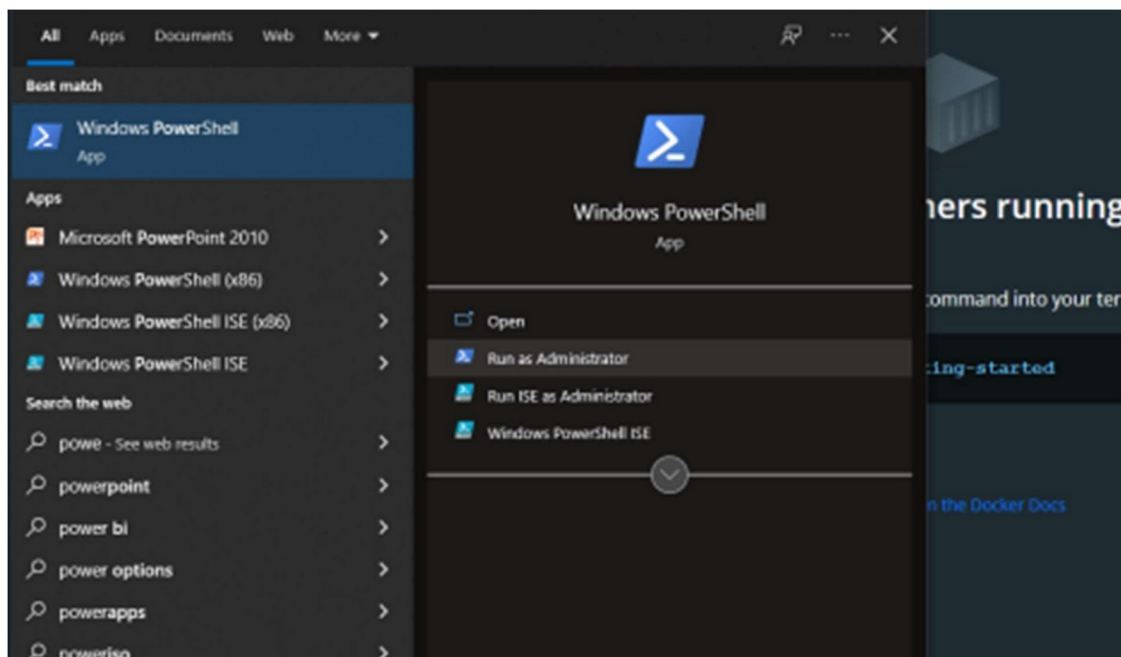 All Apps Documents Web More
Best match
Windows PowerShell
App
Apps
Microsoft PowerPoint 2010
Windows PowerShell (x86)
Windows PowerShell ISE (x86)
Windows PowerShell ISE
Search the web
powe - See web results
powerpoint
power bi
power options
powerapps
poweriso
Windows PowerShell
App
Open
Run as Administrator
Run ISE as Administrator
Windows PowerShell ISE
ners running
command into your ter
ing-started
n the Docker Docs